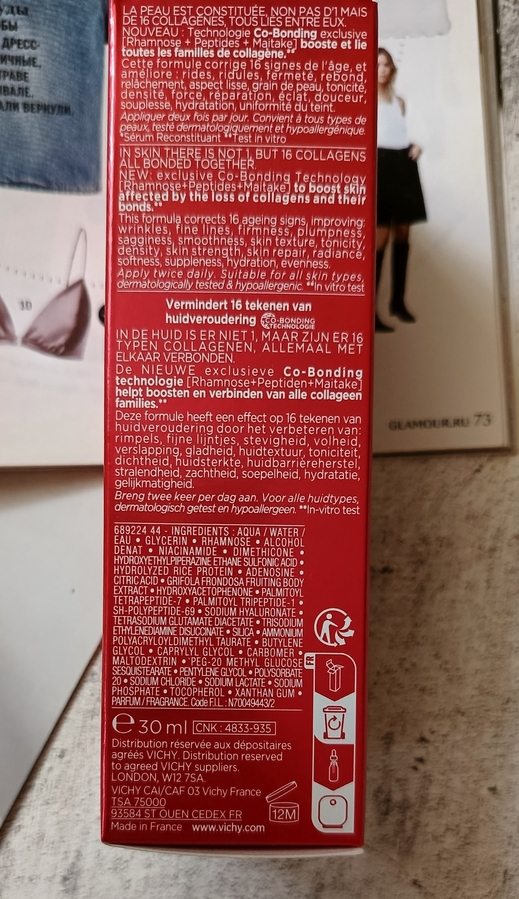 LA PEAU EST CONSTITUÉE, NON PAS D'1 MAIS
DE 16 COLLAGÈNES, TOUS LIÉS ENTRE EUX.
NOUVEAU : Technologie Co-Bonding exclusive
[Rhamnose + Peptides + Maitake] booste et lie
toutes les familles de collagène.**
Cette formule corrige 16 signes de l'âge, et
améliore : rides, ridules, fermeté, rebond,
relâchement, aspect lisse, grain de peau, tonicité,
densité, force, réparation, éclat, douceur,
souplesse, hydratation, uniformité du teint.
Appliquer deux fois par jour. Convient à tous types de
peaux, testé dermatologiquement et hypoallergénique.
*Sérum Reconstituant **Test in vitro
IN SKIN THERE IS NOT 1, BUT 16 COLLAGENS
ALL BONDED TOGETHER.
NEW: exclusive Co-Bonding Technology
[Rhamnose+Peptides+Maitake] to boost skin
affected by the loss of collagens and their
bonds.**
This formula corrects 16 ageing signs, improving:
wrinkles, fine lines, firmness, plumpness,
sagginess, smoothness, skin texture, tonicity,
density, skin strength, skin repair, radiance,
softness, suppleness, hydration, evenness.
Apply twice daily. Suitable for all skin types,
dermatologically tested & hypoallergenic. **In vitro test
Vermindert 16 tekenen van
huidveroudering CO-BONDING
TECHNOLOGIE
IN DE HUID IS ER NIET 1, MAAR ZIJN ER 16
TYPEN COLLAGENEN, ALLEMAAL MET
ELKAAR VERBONDEN.
De NIEUWE exclusieve Co-Bonding
technologie [Rhamnose+Peptiden+Maitake]
helpt boosten en verbinden van alle collageen
families.**
Deze formule heeft een effect op 16 tekenen van
huidveroudering door het verbeteren van:
rimpels, fijne lijntjes, stevigheid, volheid,
verslapping, gladheid, huidtextuur, toniciteit,
dichtheid, huidsterkte, huidbarrièreherstel,
stralendheid, zachtheid, soepelheid, hydratatie,
gelijkmatigheid.
Breng twee keer per dag aan. Voor alle huidtypes,
dermatologisch getest en hypoallergeen. **In-vitro test
689224 44 - INGREDIENTS : AQUA / WATER /
EAU • GLYCERIN • RHAMNOSE • ALCOHOL
DENAT • NIACINAMIDE • DIMETHICONE •
HYDROXYETHYLPIPERAZINE ETHANE SULFONIC ACID •
HYDROLYZED RICE PROTEIN • ADENOSINE •
CITRIC ACID • GRIFOLA FRONDOSA FRUITING BODY
EXTRACT • HYDROXYACETOPHENONE • PALMITOYL
TETRAPEPTIDE-7 • PALMITOYL TRIPEPTIDE-1 •
SH-POLYPEPTIDE-69 • SODIUM HYALURONATE •
TETRASODIUM GLUTAMATE DIACETATE • TRISODIUM
ETHYLENEDIAMINE DISUCCINATE • SILICA • AMMONIUM
POLYACRYLOYLDIMETHYL TAURATE • BUTYLENE
GLYCOL • CAPRYLYL GLYCOL • CARBOMER •
MALTODEXTRIN • PEG-20 METHYL GLUCOSE
SESQUISTEARATE • PENTYLENE GLYCOL • POLYSORBATE
20 • SODIUM CHLORIDE • SODIUM LACTATE • SODIUM
PHOSPHATE • TOCOPHEROL • XANTHAN GUM •
PARFUM / FRAGRANCE. Code F.I.L. : N70049443/2
FR
℮ 30 ml CNK : 4833-935
Distribution réservée aux dépositaires
agréés VICHY. Distribution reserved
to agreed VICHY suppliers.
LONDON, W12 7SA.
VICHY CAI/CAF 03 Vichy France
TSA 75000
93584 ST OUEN CEDEX FR
Made in France www.vichy.com
12M
ДРЕСС-
ИЧНЫЕ,
ТРАВЕ
ИВАЛЕ,
АЛИ ВЕРНУЛИ.
10
GLAMOUR.RU 73